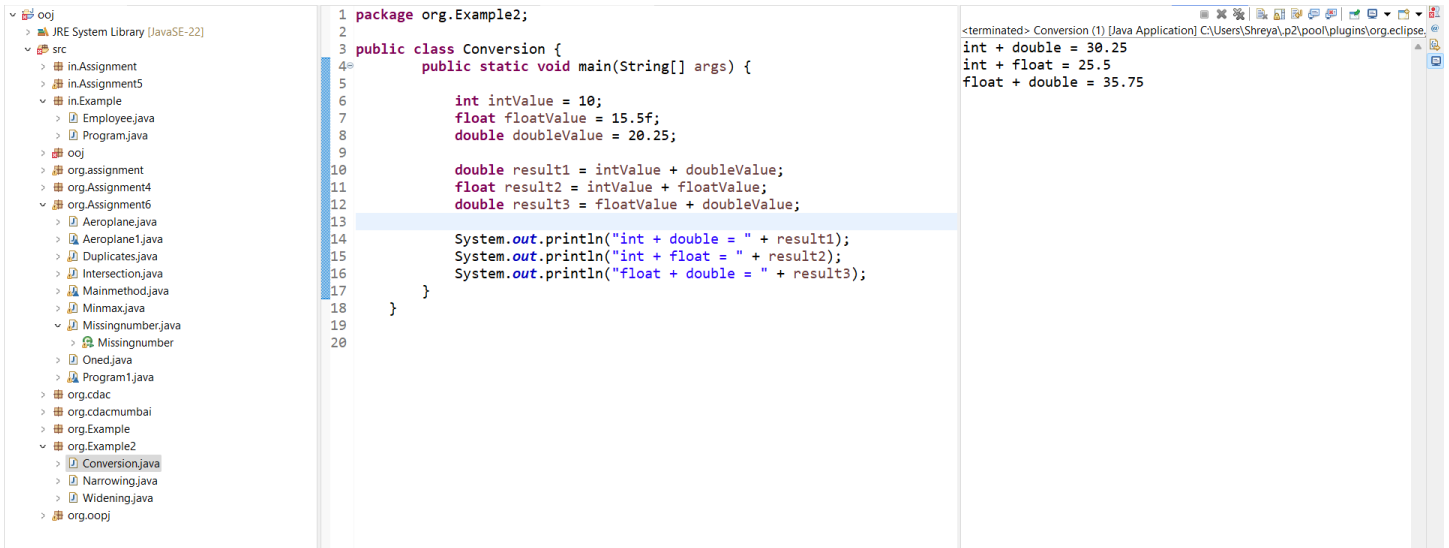 ooj
JRE System Library [JavaSE-22]
src
in.Assignment
in.Assignment5
in.Example
Employee.java
Program.java
ooj
org.assignment
org.Assignment4
org.Assignment6
Aeroplane.java
Aeroplane1.java
Duplicates.java
Intersection.java
Mainmethod.java
Minmax.java
Missingnumber.java
Missingnumber
Oned.java
Program1.java
org.cdac
org.cdacmumbai
org.Example
org.Example2
Conversion.java
Narrowing.java
Widening.java
org.oopj
1 package org.Example2;
2
3 public class Conversion {
4 public static void main(String[] args) {
5
6 int intValue = 10;
7 float floatValue = 15.5f;
8 double doubleValue = 20.25;
9
10 double result1 = intValue + doubleValue;
11 float result2 = intValue + floatValue;
12 double result3 = floatValue + doubleValue;
13
14 System.out.println("int + double = " + result1);
15 System.out.println("int + float = " + result2);
16 System.out.println("float + double = " + result3);
17 }
18 }
19
20
<terminated> Conversion (1) [Java Application] C:\Users\Shreya\.p2\pool\plugins\org.eclipse.
int + double = 30.25
int + float = 25.5
float + double = 35.75